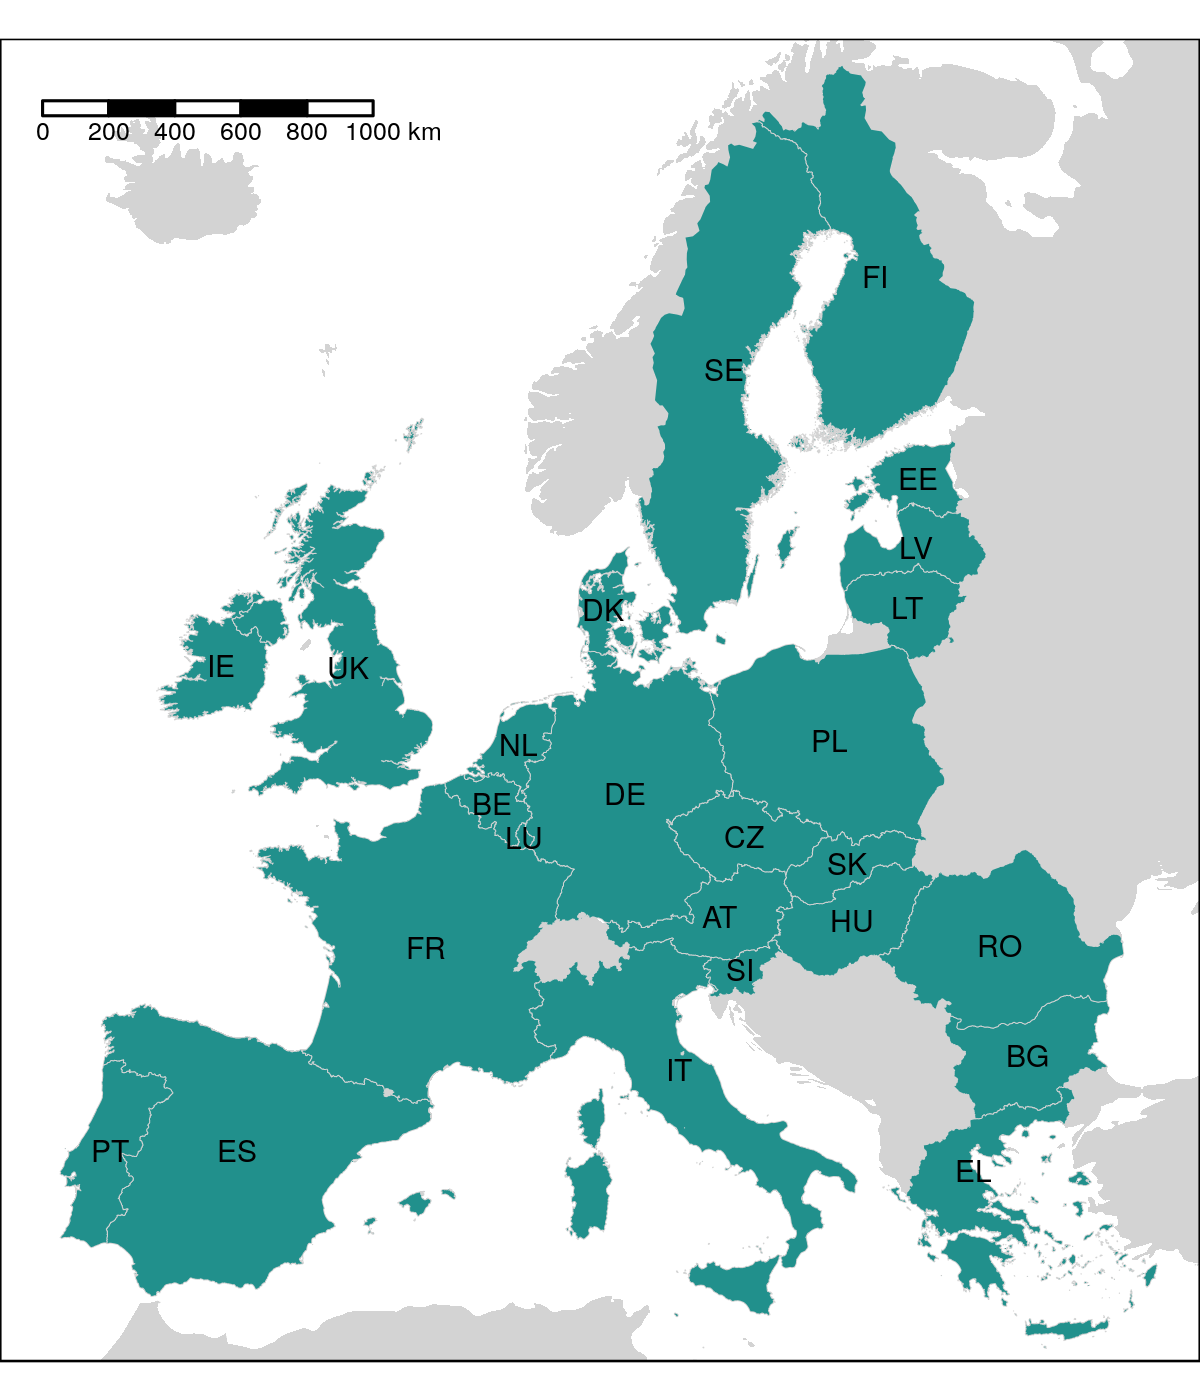 0 200 400 600 800 1000 km
FI
SE
EE
LV
LT
DK
IE
UK
NL
PL
DE
BE
LU
CZ
SK
AT
HU
FR
RO
SI
BG
IT
PT
ES
EL